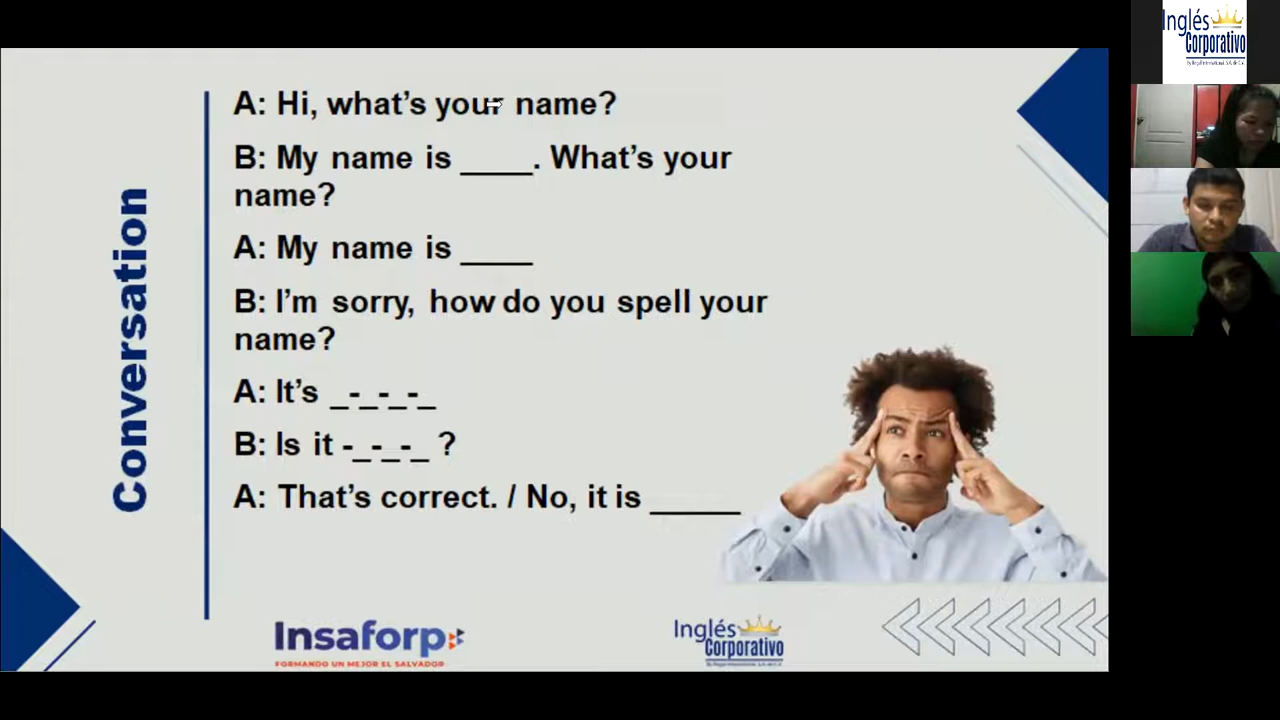 Conversation
A: Hi, what's your name?
B: My name is ____. What's your
name?
A: My name is ____
B: I'm sorry, how do you spell your
name?
A: It's _-_-_-_
B: Is it -_-_-_ ?
A: That's correct. / No, it is _____
Insaforp
FORMANDO UN MEJOR EL SALVADOR
Inglés
Corporativo
Inglés
Corporativo